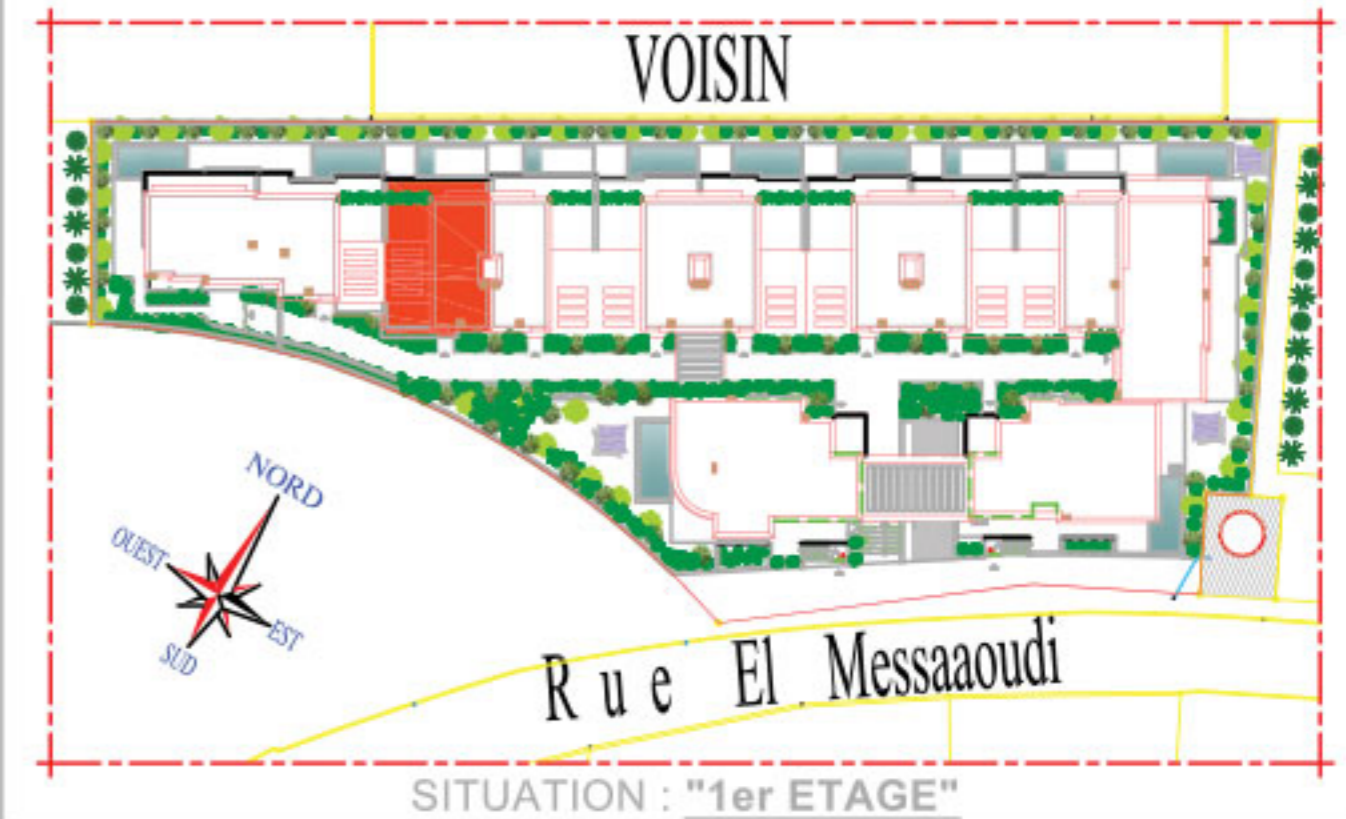 VOISIN
NORD
OUEST
EST
SUD
Rue El Messaaoudi
SITUATION : "1er ETAGE"